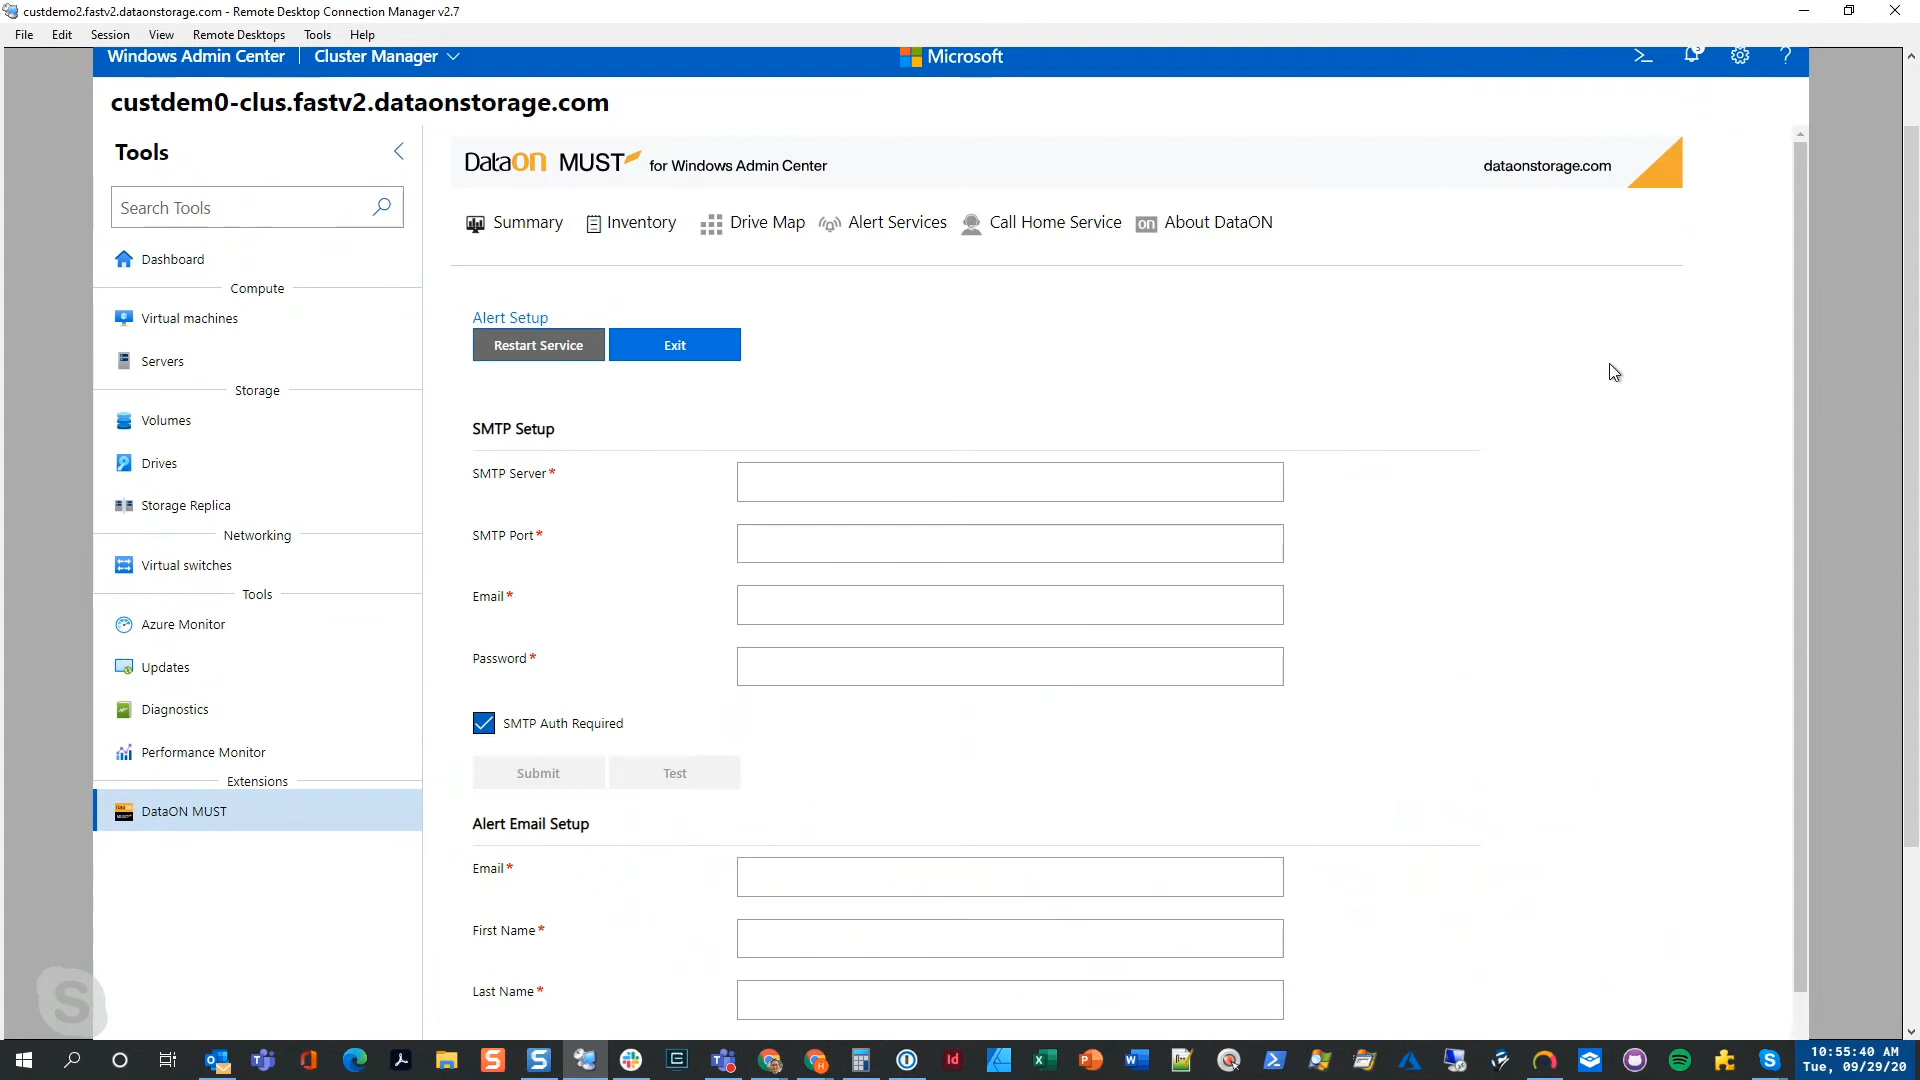 custdemo2.fastv2.dataonstorage.com - Remote Desktop Connection Manager v2.7
File Edit Session View Remote Desktops Tools Help
Windows Admin Center | Cluster Manager Microsoft
custdem0-clus.fastv2.dataonstorage.com
Tools
Search Tools
Dashboard
Compute
Virtual machines
Servers
Storage
Volumes
Drives
Storage Replica
Networking
Virtual switches
Tools
Azure Monitor
Updates
Diagnostics
Performance Monitor
Extensions
DataON MUST
DataON MUST for Windows Admin Center dataonstorage.com
Summary Inventory Drive Map Alert Services Call Home Service on About DataON
Alert Setup
Restart Service Exit
SMTP Setup
SMTP Server*
SMTP Port*
Email*
Password*
SMTP Auth Required
Submit Test
Alert Email Setup
Email*
First Name*
Last Name*
10:55:40 AM
Tue, 09/29/20